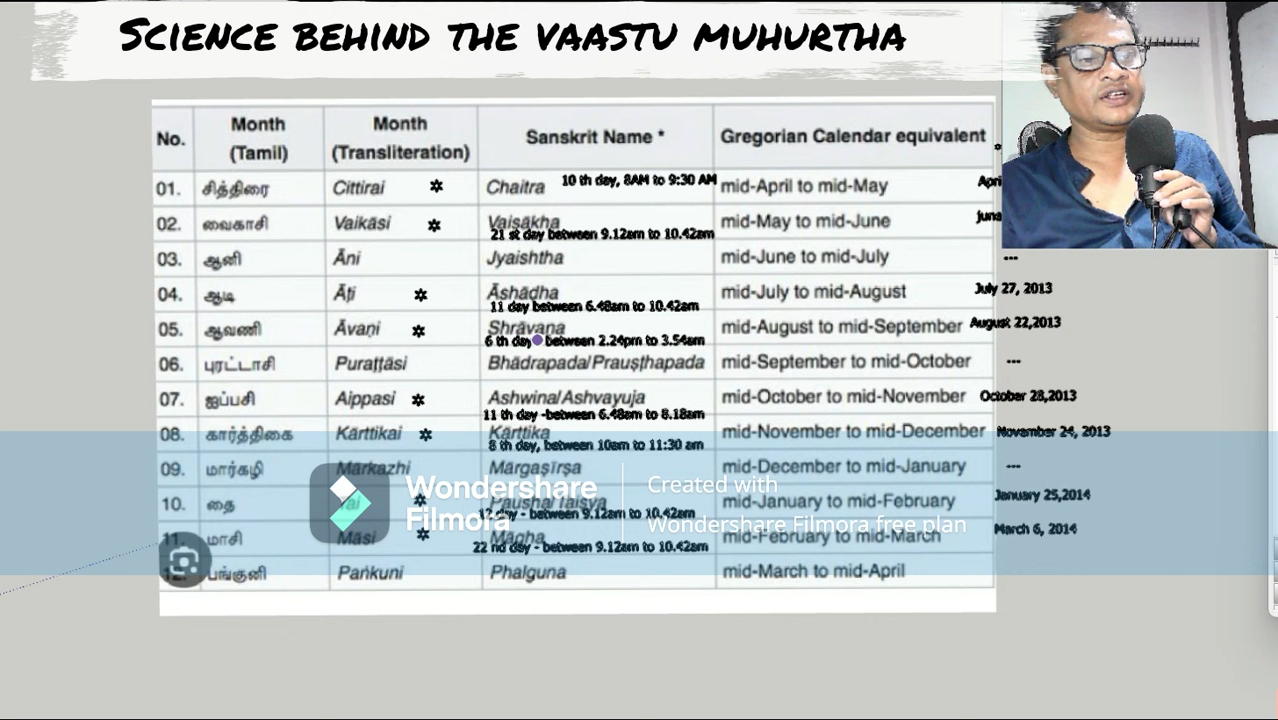 SCIENCE BEHIND THE VAASTU MUHURTHA
No. Month (Tamil) Month (Transliteration) Sanskrit Name * Gregorian Calendar equivalent *
01. சித்திரை Cittirai * Chaitra 10 th day, 8AM to 9:30 AM mid-April to mid-May
02. வைகாசி Vaikāsi * Vaiṣākha mid-May to mid-June
21 st day between 9.12am to 10.42am
03. ஆனி Āni Jyaishtha mid-June to mid-July ---
04. ஆடி Āṭi * Āshāḍha mid-July to mid-August July 27, 2013
11 day between 6.48am to 10.42am
05. ஆவணி Āvaṇi * Shrāvaṇa mid-August to mid-September August 22,2013
6 th day between 2.24pm to 3.54am
06. புரட்டாசி Puraṭṭāsi Bhādrapada/Prauṣṭhapada mid-September to mid-October ---
07. ஐப்பசி Aippasi * Ashwina/Ashvayuja mid-October to mid-November October 28,2013
11 th day -between 6.48am to 8.18am
08. கார்த்திகை Kārttikai * Kārttika mid-November to mid-December November 24, 2013
8 th day, between 10am to 11:30 am
09. மார்கழி Mārkazhi Mārgaṣīrṣa mid-December to mid-January ---
Wondershare Filmora
Created with
Wondershare Filmora free plan
10. தை Tai * Pausha/Taiṣya mid-January to mid-February January 25,2014
12 day - between 9.12am to 10.42am
11. மாசி Māsi * Māgha mid-February to mid-March March 6, 2014
22 nd day - between 9.12am to 10.42am
12. பங்குனி Paṅkuni Phalguna mid-March to mid-April